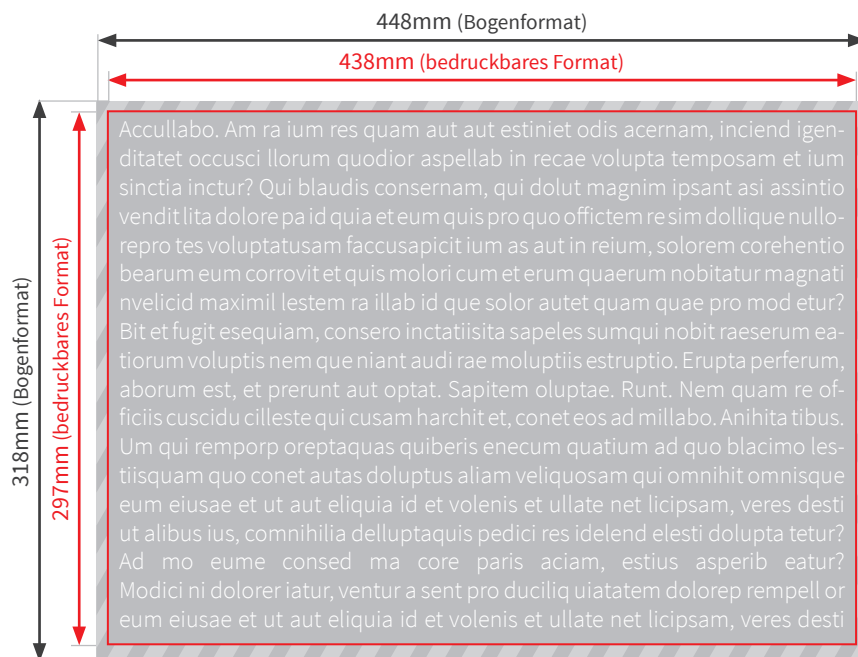 448mm (Bogenformat)
438mm (bedruckbares Format)
318mm (Bogenformat)
297mm (bedruckbares Format)
Accullabo. Am ra ium res quam aut aut estiniet odis acernam, inciend igen-
ditatet occusci llorum quodior aspellab in recae volupta temposam et ium
sinctia inctur? Qui blaudis consernam, qui dolut magnim ipsant asi assintio
vendit lita dolore pa id quia et eum quis pro quo offictem re sim dollique nullo-
repro tes voluptatusam faccusapicit ium as aut in reium, solorem corehentio
bearum eum corrovit et quis molori cum et erum quaerum nobitatur magnati
nvelicid maximil lestem ra illab id que solor autet quam quae pro mod etur?
Bit et fugit esequiam, consero inctatiisita sapeles sumqui nobit raeserum ea-
tiorum voluptis nem que niant audi rae moluptiis estruptio. Erupta perferum,
aborum est, et prerunt aut optat. Sapitem oluptae. Runt. Nem quam re of-
ficiis cuscidu cilleste qui cusam harchit et, conet eos ad millabo. Anihita tibus.
Um qui remporp oreptaquas quiberis enecum quatium ad quo blacimo les-
tiisquam quo conet autas doluptus aliam veliquosam qui omnihit omnisque
eum eiusae et ut aut eliquia id et volenis et ullate net licipsam, veres desti
ut alibus ius, comnihilia delluptaquis pedici res idelend elesti dolupta tetur?
Ad mo eume consed ma core paris aciam, estius asperib eatur?
Modici ni dolorer iatur, ventur a sent pro duciliq uiatatem dolorep rempell or
eum eiusae et ut aut eliquia id et volenis et ullate net licipsam, veres desti